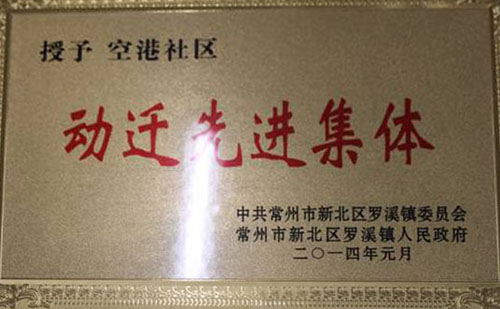 授予 空港社区
动迁先进集体
中共常州市新北区罗溪镇委员会
常州市新北区罗溪镇人民政府
二〇一四年元月